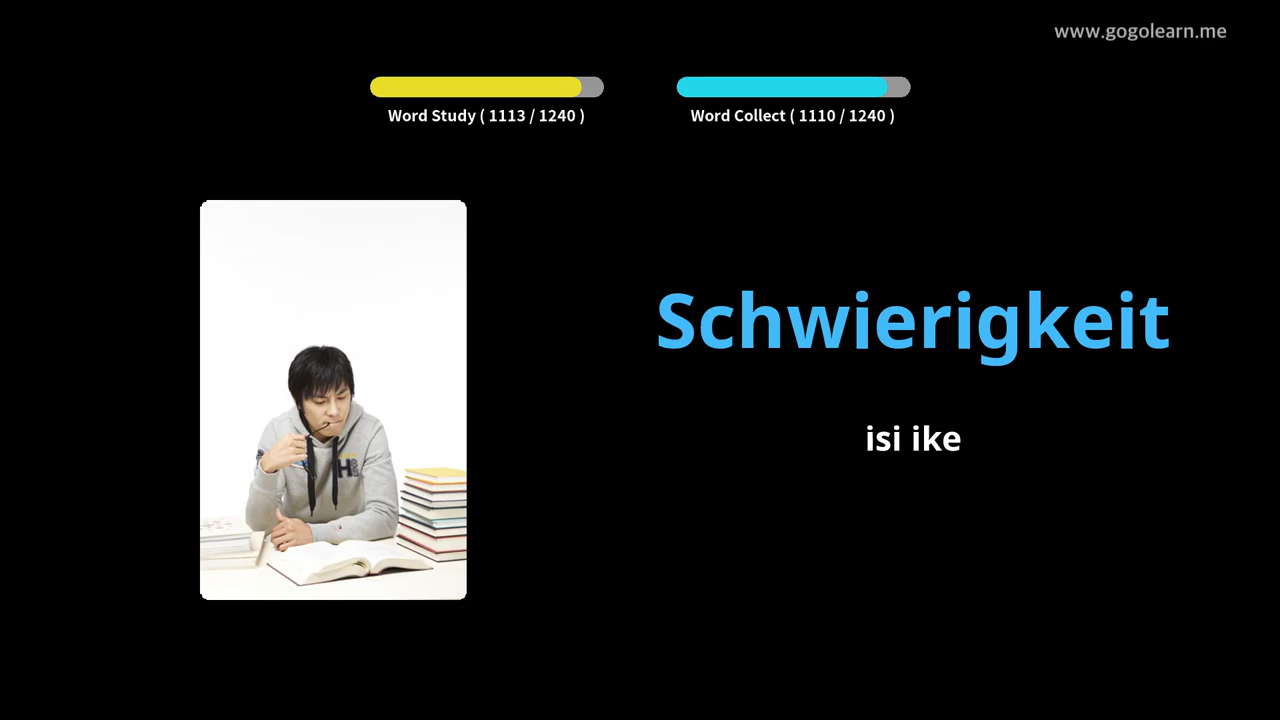 www.gogolearn.me
Word Study ( 1113 / 1240 )
Word Collect ( 1110 / 1240 )
Schwierigkeit
isi ike
H